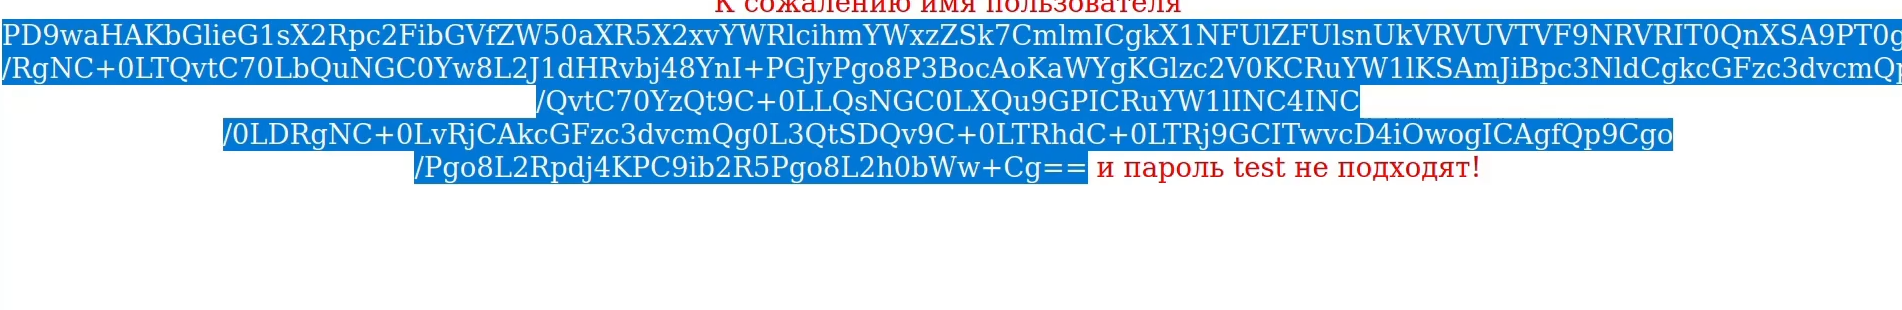 К сожалению имя пользователя
PD9waHAKbGlieG1sX2Rpc2FibGVfZW50aXR5X2xvYWRlcihmYWxzZSk7CmlmICgkX1NFUlZFUlsnUkVRVUVTVF9NRVRIT0QnXSA9PT0g
/RgNC+0LTQvtC70LbQuNGC0Yw8L2J1dHRvbj48YnI+PGJyPgo8P3BocAoKaWYgKGlzc2V0KCRuYW1lKSAmJiBpc3NldCgkcGFzc3dvcmQp
/QvtC70YzQt9C+0LLQsNGC0LXQu9GPICRuYW1lINC4INC
/0LDRgNC+0LvRjCAkcGFzc3dvcmQg0L3QtSDQv9C+0LTRhdC+0LTRj9GCITwvcD4iOwogICAgfQp9Cgo
/Pgo8L2Rpdj4KPC9ib2R5Pgo8L2h0bWw+Cg== и пароль test не подходят!